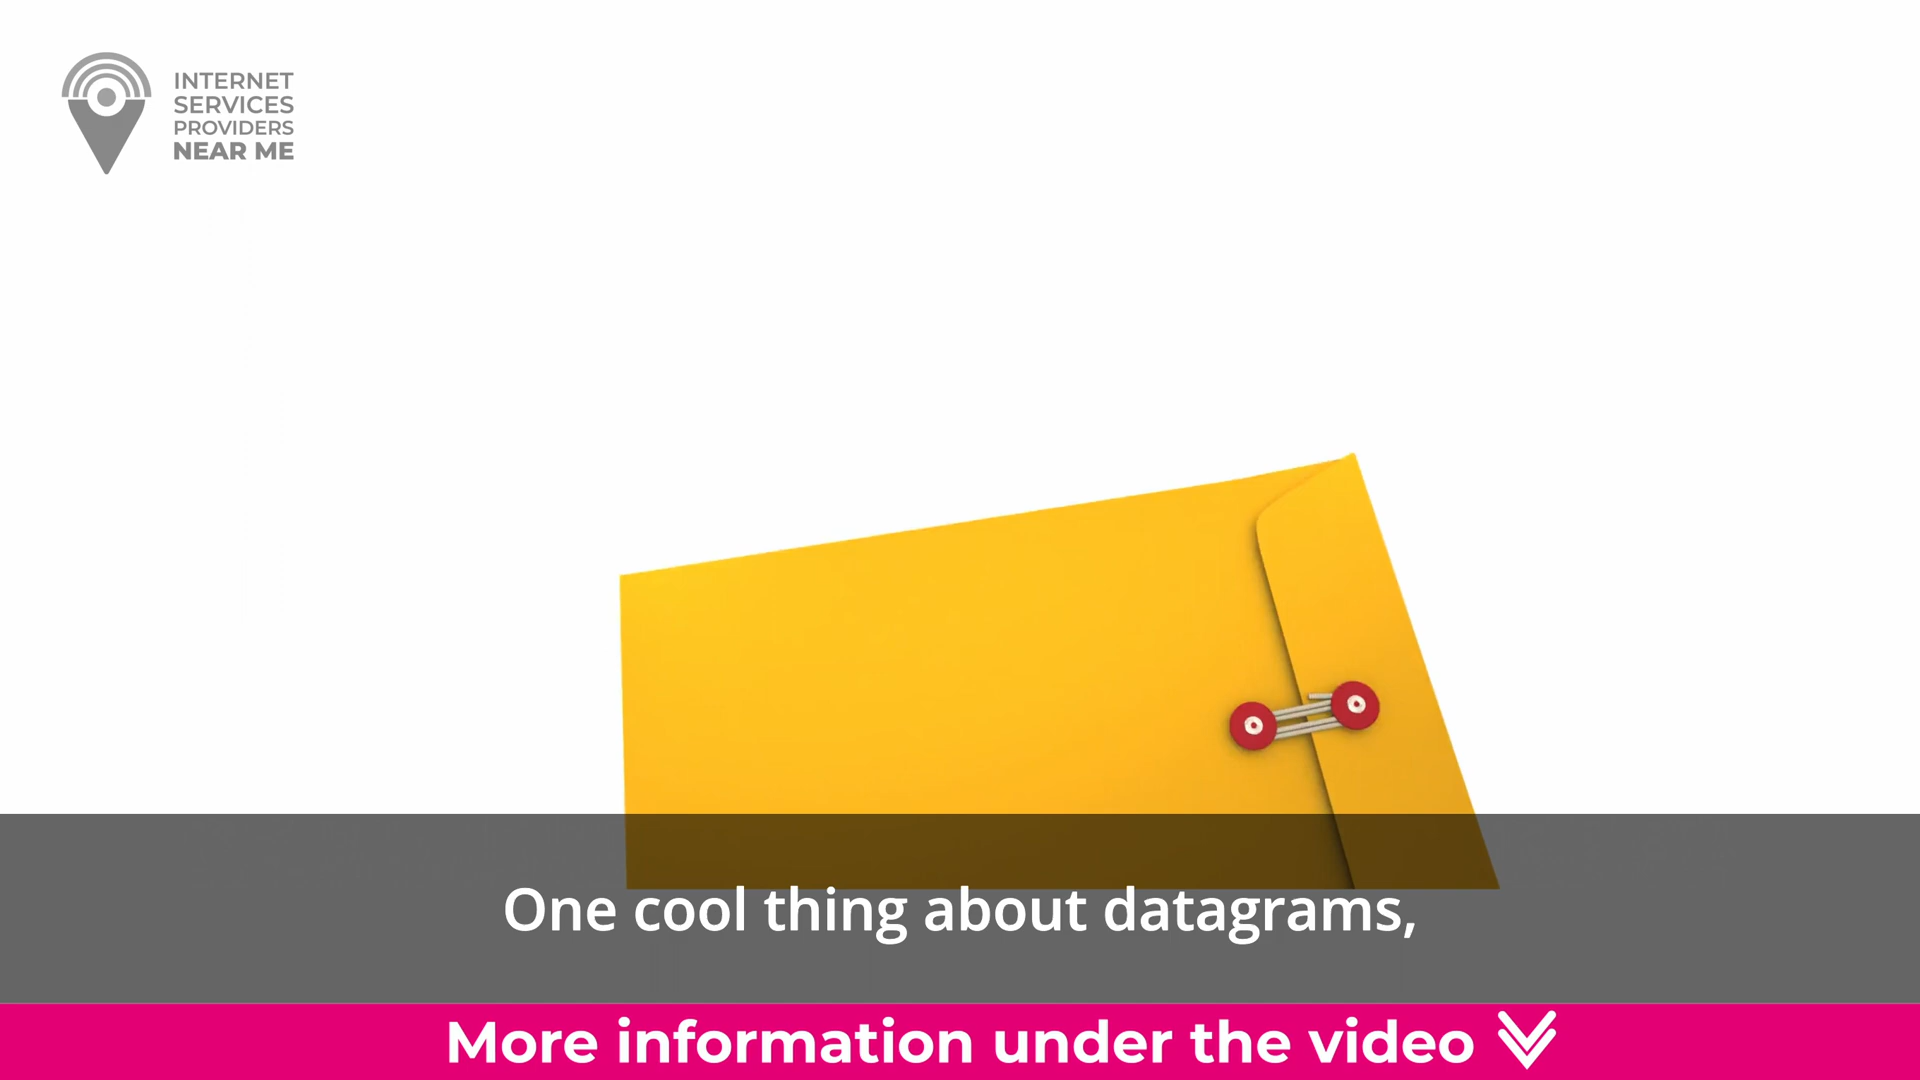 INTERNET
SERVICES
PROVIDERS
NEAR ME
One cool thing about datagrams,
More information under the video